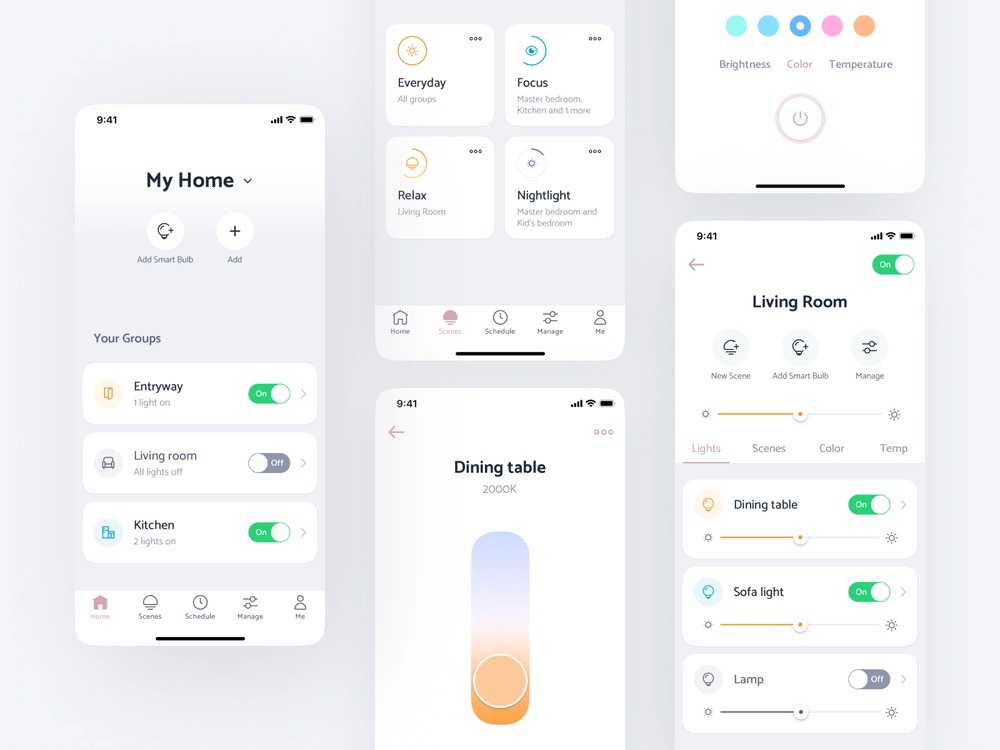 9:41
My Home
Add Smart Bulb
Add
Your Groups
Entryway
1 light on
On
Living room
All lights off
Off
Kitchen
2 lights on
On
Home
Scenes
Schedule
Manage
Me
Everyday
All groups
Focus
Master bedroom,
Kitchen and 1 more
Relax
Living Room
Nightlight
Master bedroom and
Kid's bedroom
Home
Scenes
Schedule
Manage
Me
9:41
Dining table
2000K
Brightness
Color
Temperature
9:41
On
Living Room
New Scene
Add Smart Bulb
Manage
Lights
Scenes
Color
Temp
Dining table
On
Sofa light
On
Lamp
Off